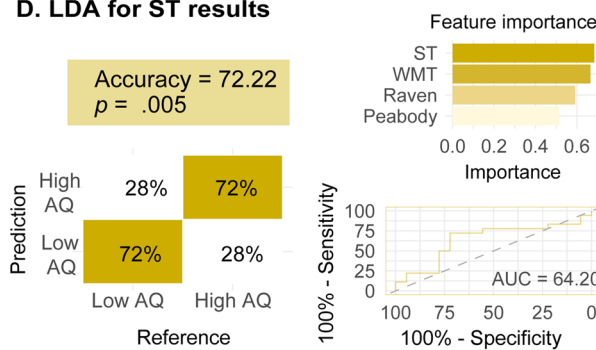 D. LDA for ST results
Accuracy = 72.22
p = .005
Prediction
High AQ
Low AQ
28%
72%
72%
28%
Low AQ
High AQ
Reference
Feature importance
ST
WMT
Raven
Peabody
0.0
0.2
0.4
0.6
Importance
100% - Sensitivity
100
75
50
25
0
AUC = 64.20
100
75
50
25
0
100% - Specificity